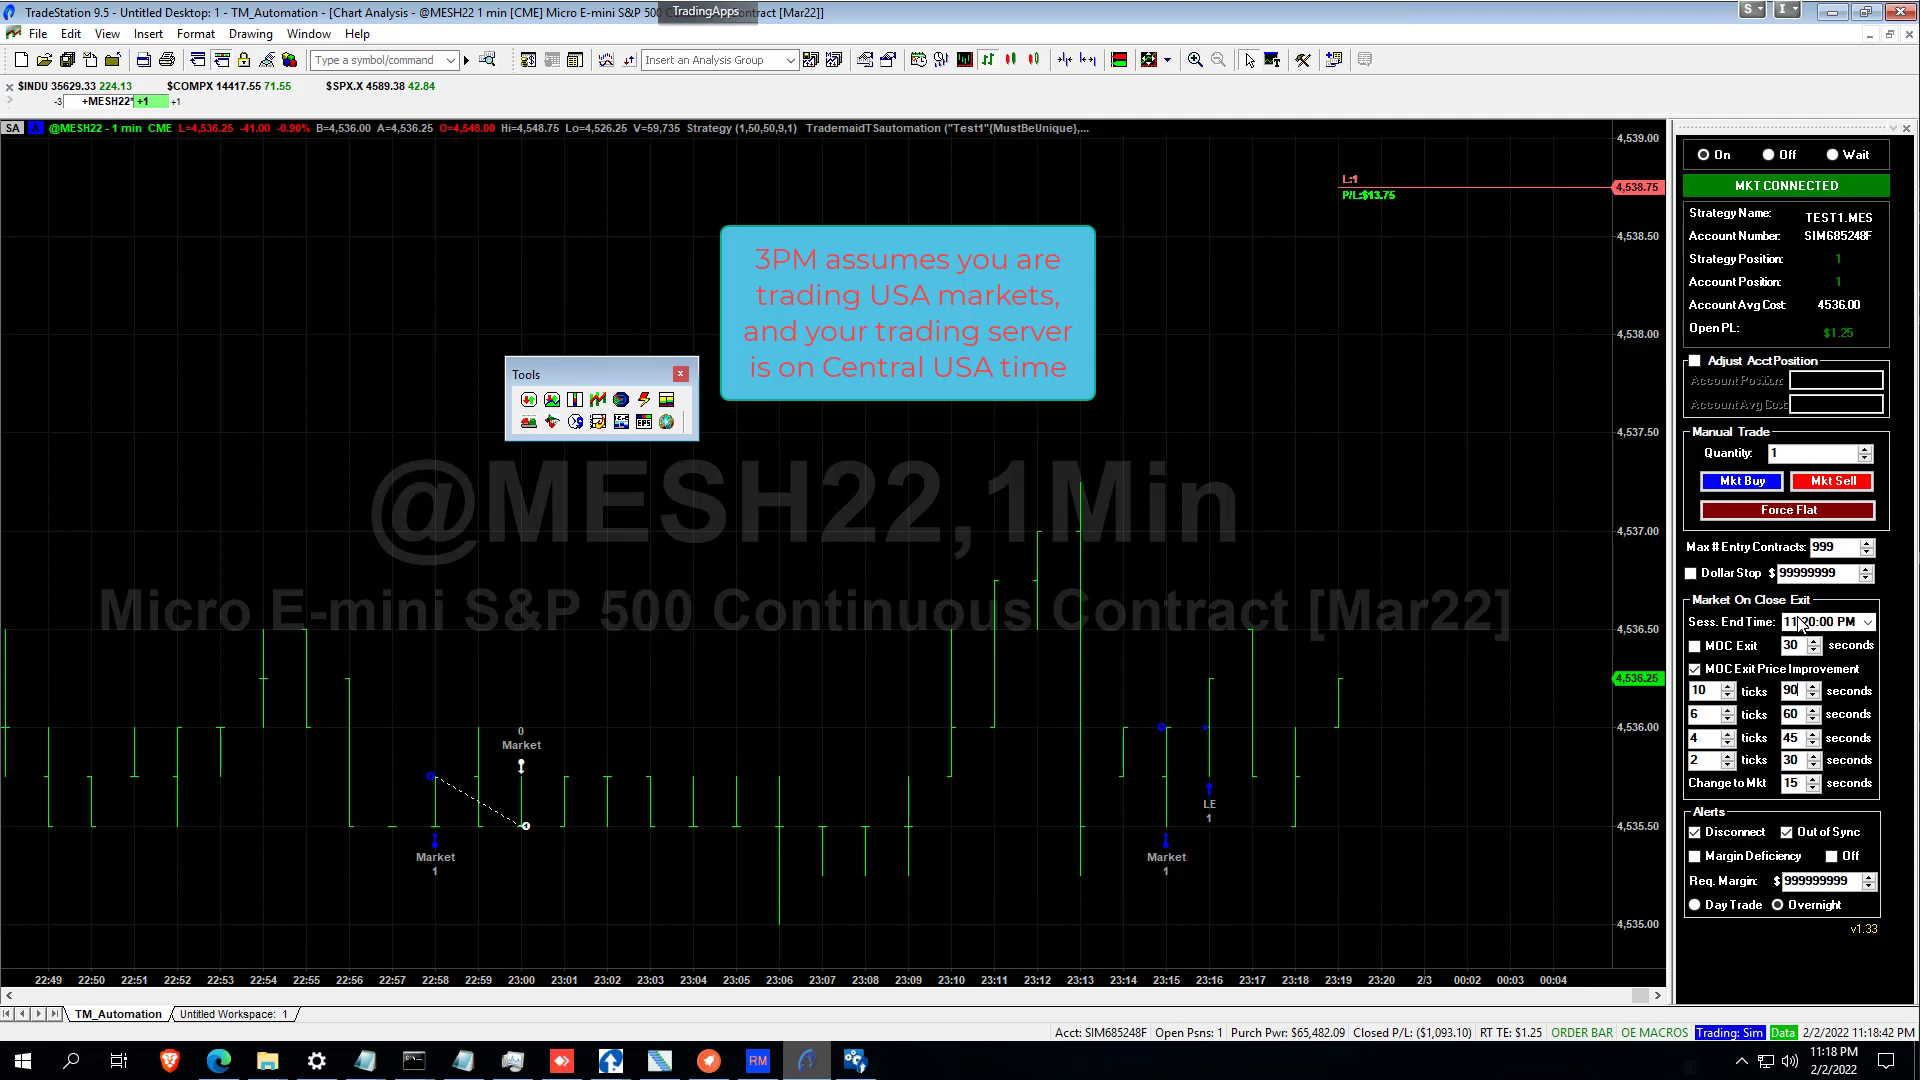 TradeStation 9.5 - Untitled Desktop: 1 - TM_Automation - [Chart Analysis - @MESH22 1 min [CME] Micro E-mini S&P 500 Continuous Contract [Mar22]]
TradingApps
S
I
File Edit View Insert Format Drawing Window Help
Type a symbol/command
Insert an Analysis Group
$INDU 35629.33 224.13 $COMPX 14417.55 71.55 $SPX.X 4589.38 42.84
-3 +MESH22* +1 +1
SA A @MESH22 - 1 min CME L=4,536.25 -41.00 -0.90% B=4,536.00 A=4,536.25 O=4,548.00 Hi=4,548.75 Lo=4,526.25 V=59,735 Strategy (1,50,50,9,1) TrademaidTSautomation ("Test1"{MustBeUnique},...
4,539.00
L:1
4,538.75
P/L:$13.75
4,538.50
4,538.00
4,537.50
4,537.00
4,536.50
4,536.25
4,536.00
4,535.50
4,535.00
3PM assumes you are
trading USA markets,
and your trading server
is on Central USA time
Tools
@MESH22,1Min
Micro E-mini S&P 500 Continuous Contract [Mar22]
0
Market
Market
1
Market
1
LE
1
22:49 22:50 22:51 22:52 22:53 22:54 22:55 22:56 22:57 22:58 22:59 23:00 23:01 23:02 23:03 23:04 23:05 23:06 23:07 23:08 23:09 23:10 23:11 23:12 23:13 23:14 23:15 23:16 23:17 23:18 23:19 23:20 2/3 00:02 00:03 00:04
On Off Wait
MKT CONNECTED
Strategy Name: TEST1.MES
Account Number: SIM685248F
Strategy Position: 1
Account Position: 1
Account Avg Cost: 4536.00
Open PL: $1.25
Adjust Acct Position
Account Position:
Account Avg Cost:
Manual Trade
Quantity: 1
Mkt Buy Mkt Sell
Force Flat
Max # Entry Contracts: 999
Dollar Stop $ 99999999
Market On Close Exit
Sess. End Time: 11:20:00 PM
MOC Exit 30 seconds
MOC Exit Price Improvement
10 ticks 90 seconds
6 ticks 60 seconds
4 ticks 45 seconds
2 ticks 30 seconds
Change to Mkt 15 seconds
Alerts
Disconnect Out of Sync
Margin Deficiency Off
Req. Margin: $ 999999999
Day Trade Overnight
v1.33
TM_Automation Untitled Workspace: 1
Acct: SIM685248F Open Psns: 1 Purch Pwr: $65,482.09 Closed P/L: ($1,093.10) RT TE: $1.25 ORDER BAR OE MACROS Trading: Sim Data 2/2/2022 11:18:42 PM
RM
11:18 PM
2/2/2022